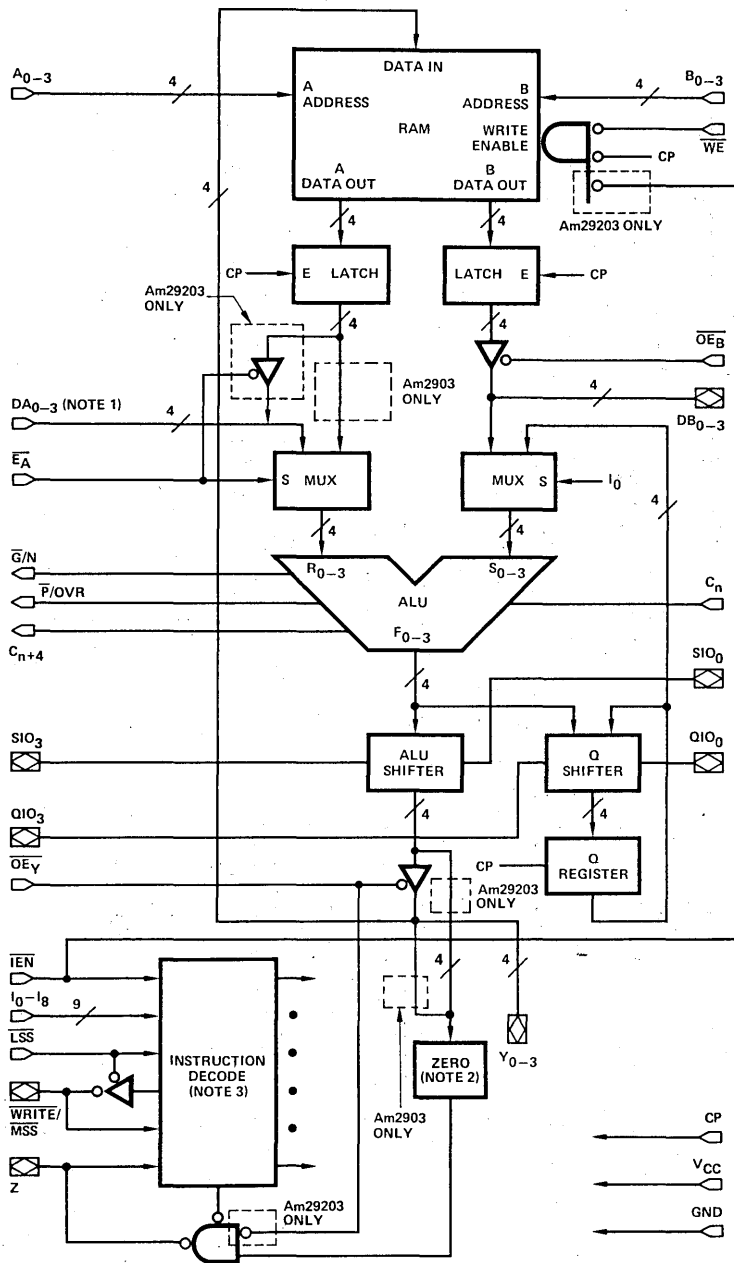 DATA IN
A0–3
4
A
ADDRESS
B
ADDRESS
4
B0–3
RAM
WRITE
ENABLE
WE
CP
A
DATA OUT
B
DATA OUT
4
Am29203 ONLY
4
4
CP
E LATCH
LATCH E
CP
Am29203
ONLY
4
4
OEB
Am2903
ONLY
DA0–3 (NOTE 1)
4
4
DB0–3
EA
S MUX
MUX S
I0
4
4
4
G/N
R0–3
S0–3
P/OVR
ALU
Cn
F0–3
Cn+4
SIO0
4
SIO3
ALU
SHIFTER
Q
SHIFTER
QIO0
QIO3
4
4
OEY
CP
Q
REGISTER
Am29203
ONLY
IEN
4
4
I0–I8
9
LSS
INSTRUCTION
DECODE
(NOTE 3)
ZERO
(NOTE 2)
Y0–3
WRITE/
MSS
Am2903
ONLY
CP
Z
VCC
Am29203
ONLY
GND